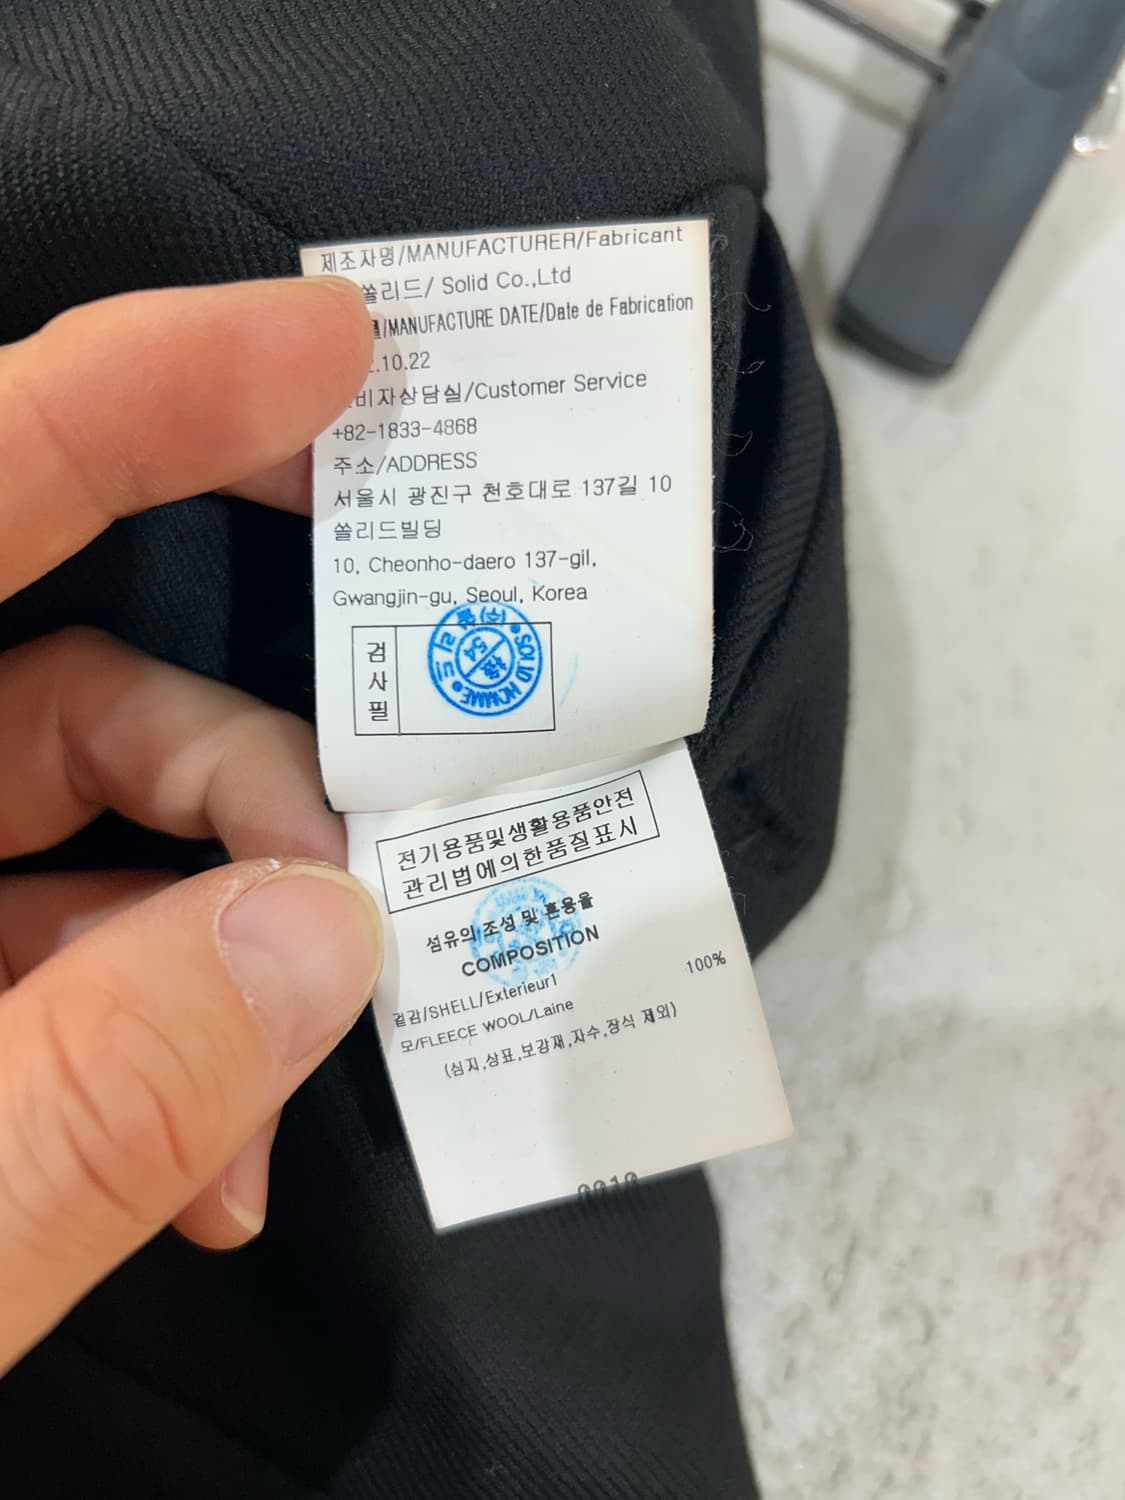 제조자명/MANUFACTURER/Fabricant
쏠리드/ Solid Co.,Ltd
/MANUFACTURE DATE/Date de Fabrication
.10.22
비자상담실/Customer Service
+82-1833-4868
주소/ADDRESS
서울시 광진구 천호대로 137길 10
쏠리드빌딩
10, Cheonho-daero 137-gil,
Gwangjin-gu, Seoul, Korea
검사필
SOLID HOMME
54
전기용품및생활용품안전
관리법에의한품질표시
섬유의 조성 및 혼용율
COMPOSITION
겉감/SHELL/Exterieur1
모/FLEECE WOOL/Laine 100%
(심지,상표,보강재,자수,장식 제외)